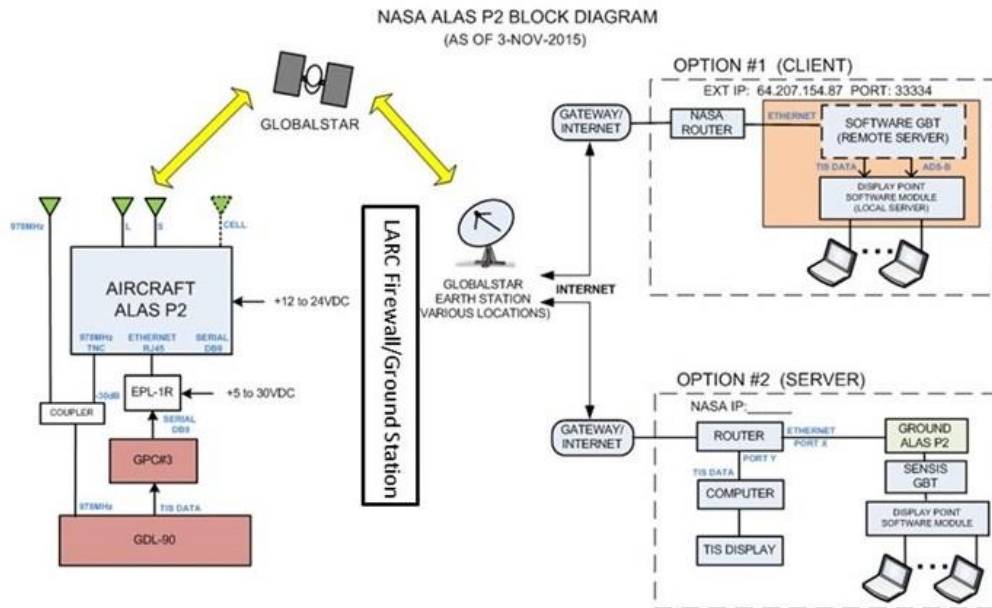 NASA ALAS P2 BLOCK DIAGRAM
(AS OF 3-NOV-2015)
GLOBALSTAR
978MHz
L
S
CELL
AIRCRAFT
ALAS P2
+12 to 24VDC
978MHz
TNC
ETHERNET
RJ45
SERIAL
DB9
-30dB
EPL-1R
+5 to 30VDC
COUPLER
SERIAL
DB9
GPC#3
978MHz
TIS DATA
GDL-90
LARC Firewall/Ground Station
GLOBALSTAR
EARTH STATION
(VARIOUS LOCATIONS)
INTERNET
GATEWAY/
INTERNET
OPTION #1 (CLIENT)
EXT IP: 64.207.154.87 PORT: 33334
NASA
ROUTER
ETHERNET
SOFTWARE GBT
(REMOTE SERVER)
TIS DATA
ADS-B
DISPLAY POINT
SOFTWARE MODULE
(LOCAL SERVER)
GATEWAY/
INTERNET
OPTION #2 (SERVER)
NASA IP:______
ROUTER
ETHERNET
PORT X
GROUND
ALAS P2
PORT Y
TIS DATA
COMPUTER
SENSIS
GBT
TIS DISPLAY
DISPLAY POINT
SOFTWARE MODULE